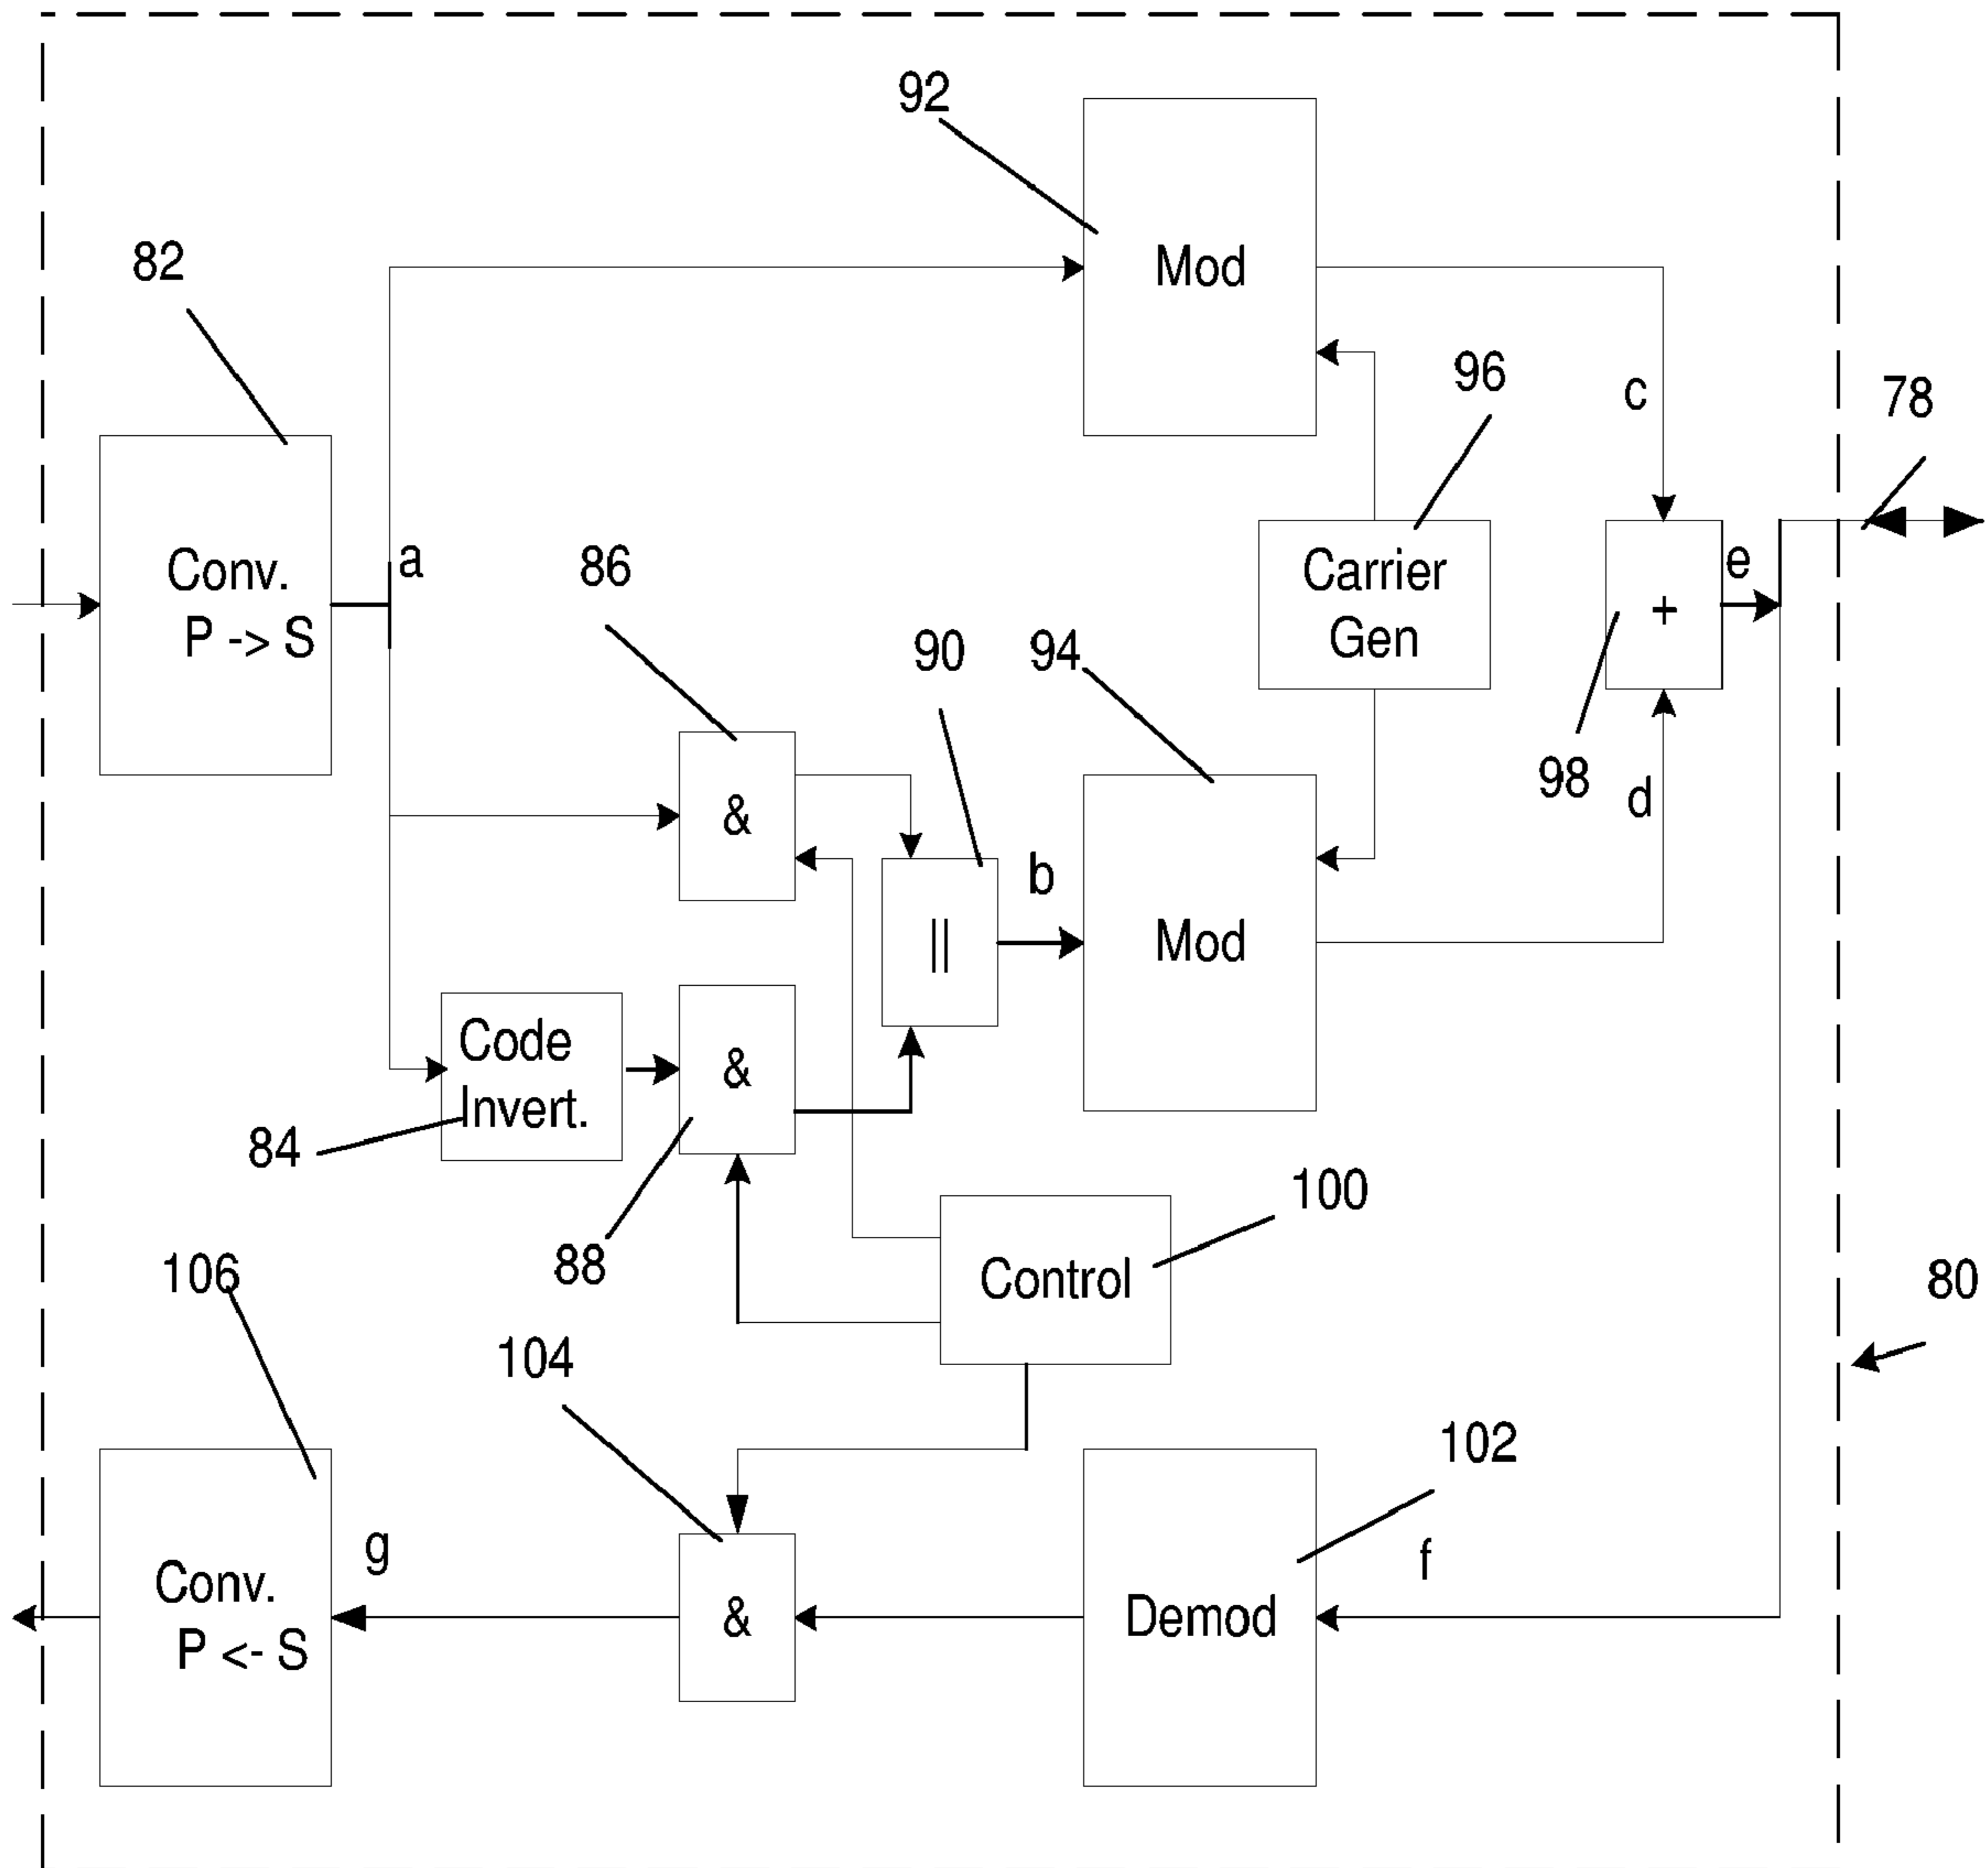 92
82
Mod
96
78
c
Conv.
P -> S
a
86
Carrier
Gen
e
+
90
94
98
d
&
b
||
Mod
Code
Invert.
&
84
88
100
Control
106
80
104
102
g
f
Conv.
P <- S
&
Demod